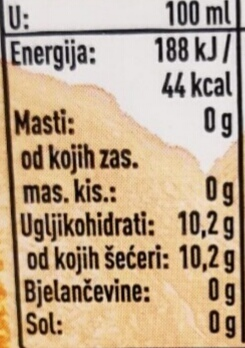 U: 100 ml
Energija: 188 kJ /
44 kcal
Masti: 0 g
od kojih zas.
mas. kis.: 0 g
Ugljikohidrati: 10,2 g
od kojih šećeri: 10,2 g
Bjelančevine: 0 g
Sol: 0 g